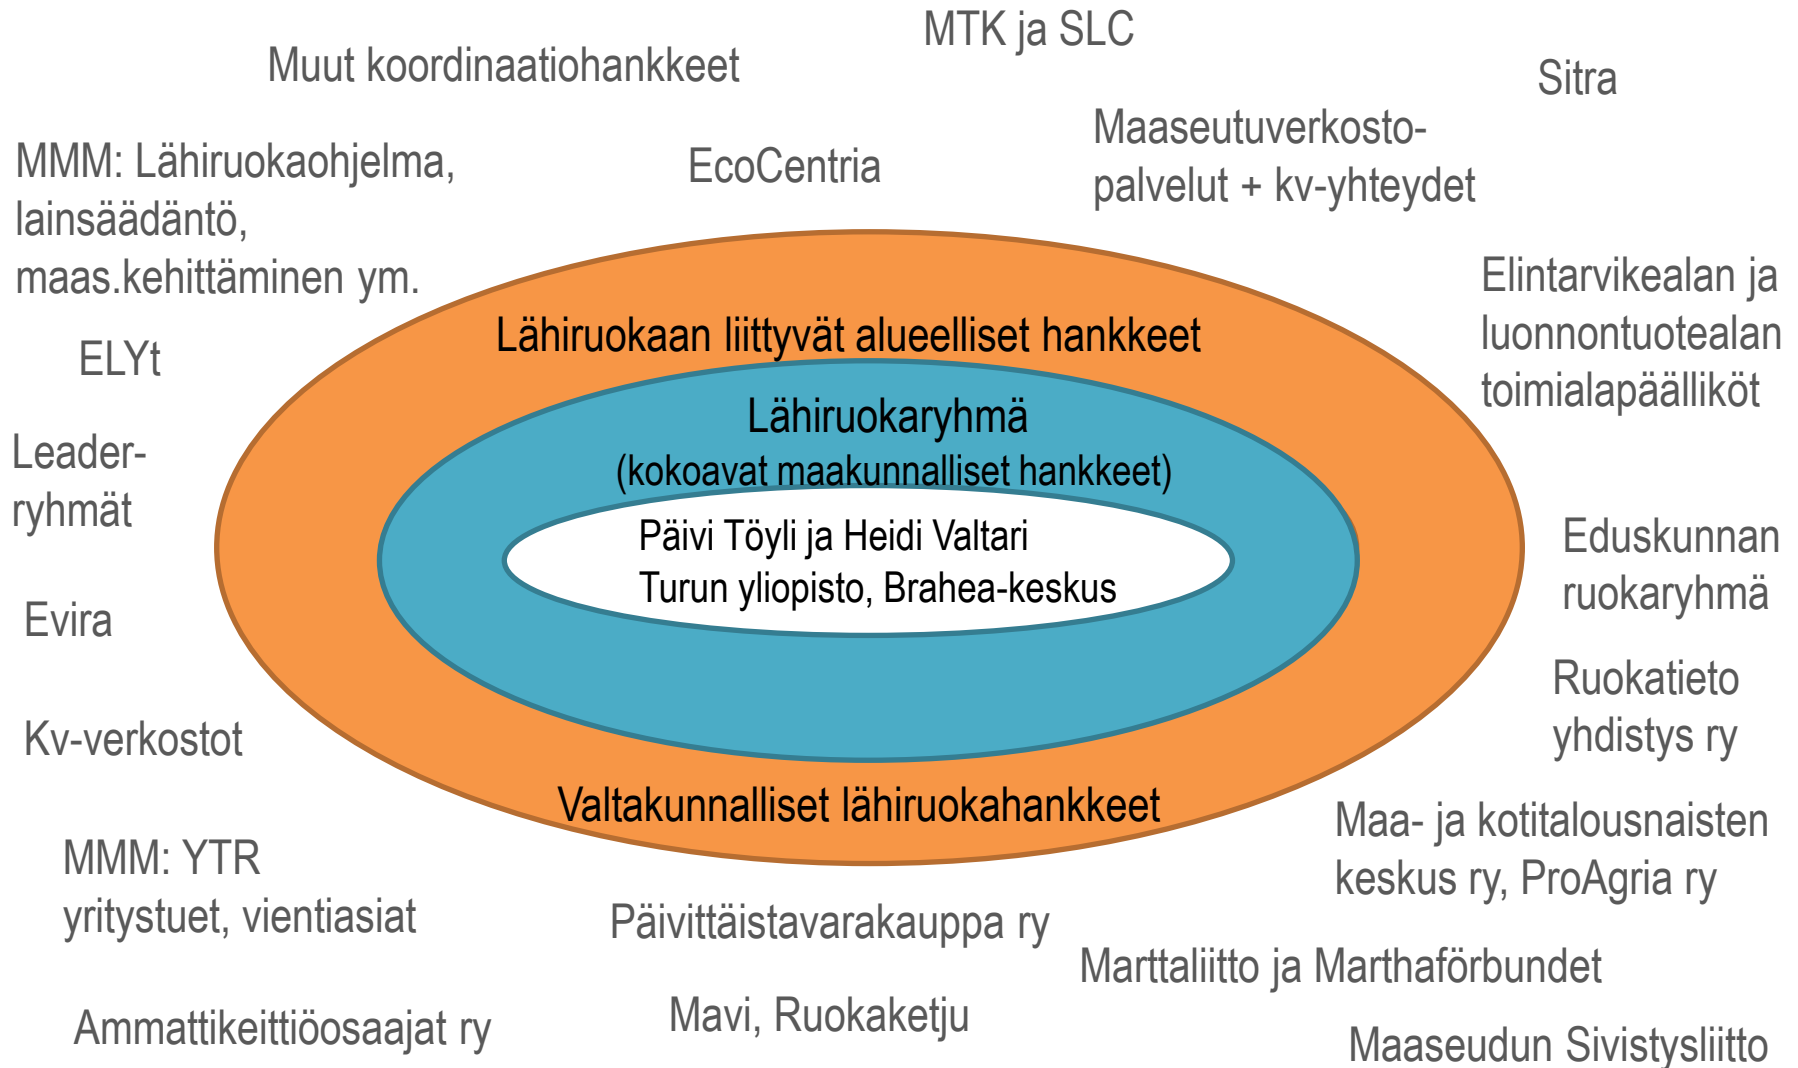 MTK ja SLC
Muut koordinaatiohankkeet
Sitra
Maaseutuverkosto-
palvelut + kv-yhteydet
EcoCentria
MMM: Lähiruokaohjelma,
lainsäädäntö,
maas.kehittäminen ym.
Elintarvikealan ja
luonnontuotealan
toimialapäälliköt
Lähiruokaan liittyvät alueelliset hankkeet
ELYt
Lähiruokaryhmä
(kokoavat maakunnalliset hankkeet)
Leader-
ryhmät
Päivi Töyli ja Heidi Valtari
Turun yliopisto, Brahea-keskus
Eduskunnan
ruokaryhmä
Evira
Ruokatieto
yhdistys ry
Kv-verkostot
Valtakunnalliset lähiruokahankkeet
Maa- ja kotitalousnaisten
keskus ry, ProAgria ry
MMM: YTR
yritystuet, vientiasiat
Päivittäistavarakauppa ry
Marttaliitto ja Marthaförbundet
Mavi, Ruokaketju
Ammattikeittiöosaajat ry
Maaseudun Sivistysliitto